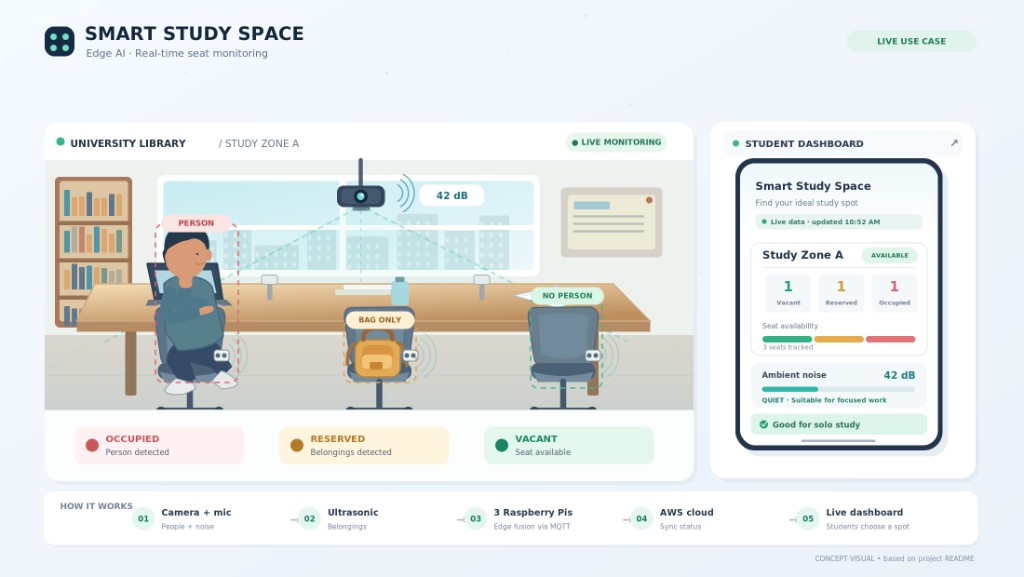 SMART STUDY SPACE
Edge AI · Real-time seat monitoring
LIVE USE CASE
UNIVERSITY LIBRARY / STUDY ZONE A
LIVE MONITORING
42 dB
PERSON
NO PERSON
BAG ONLY
OCCUPIED
Person detected
RESERVED
Belongings detected
VACANT
Seat available
STUDENT DASHBOARD ↗
Smart Study Space
Find your ideal study spot
Live data · updated 10:52 AM
Study Zone A AVAILABLE
1 1 1
Vacant Reserved Occupied
Seat availability
3 seats tracked
Ambient noise 42 dB
QUIET · Suitable for focused work
Good for solo study
HOW IT WORKS
01 Camera + mic
People + noise
02 Ultrasonic
Belongings
03 3 Raspberry Pis
Edge fusion via MQTT
04 AWS cloud
Sync status
05 Live dashboard
Students choose a spot
CONCEPT VISUAL • based on project README